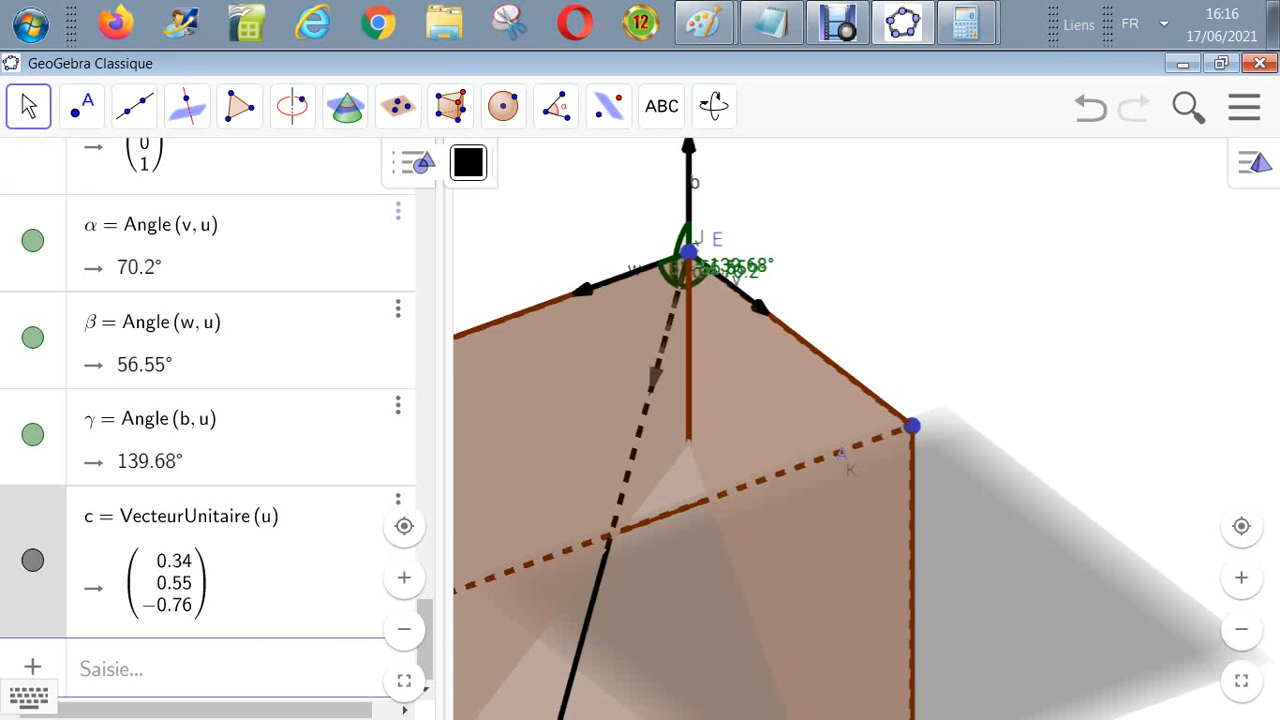 Liens
FR
16:16
17/06/2021
12
GeoGebra Classique
A
α
ABC
→ 0
1
α = Angle (v, u)
→ 70.2°
β = Angle (w, u)
→ 56.55°
γ = Angle (b, u)
→ 139.68°
c = VecteurUnitaire (u)
→ 0.34
0.55
−0.76
+ Saisie...
b
J E
w
v
A
K